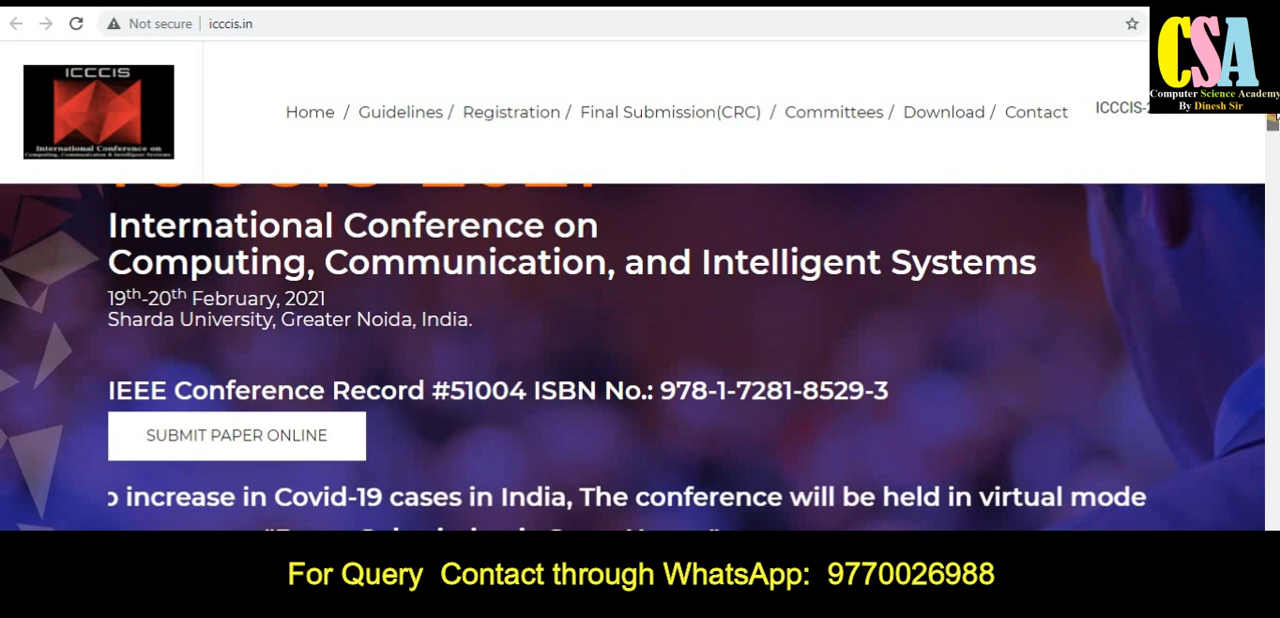 Not secure | icccis.in
CSA
Computer Science Academy
By Dinesh Sir
ICCCIS
International Conference on
Computing, Communication & Intelligent Systems
Home / Guidelines / Registration / Final Submission(CRC) / Committees / Download / Contact
International Conference on
Computing, Communication, and Intelligent Systems
19th-20th February, 2021
Sharda University, Greater Noida, India.
IEEE Conference Record #51004 ISBN No.: 978-1-7281-8529-3
SUBMIT PAPER ONLINE
increase in Covid-19 cases in India, The conference will be held in virtual mode
For Query Contact through WhatsApp: 9770026988